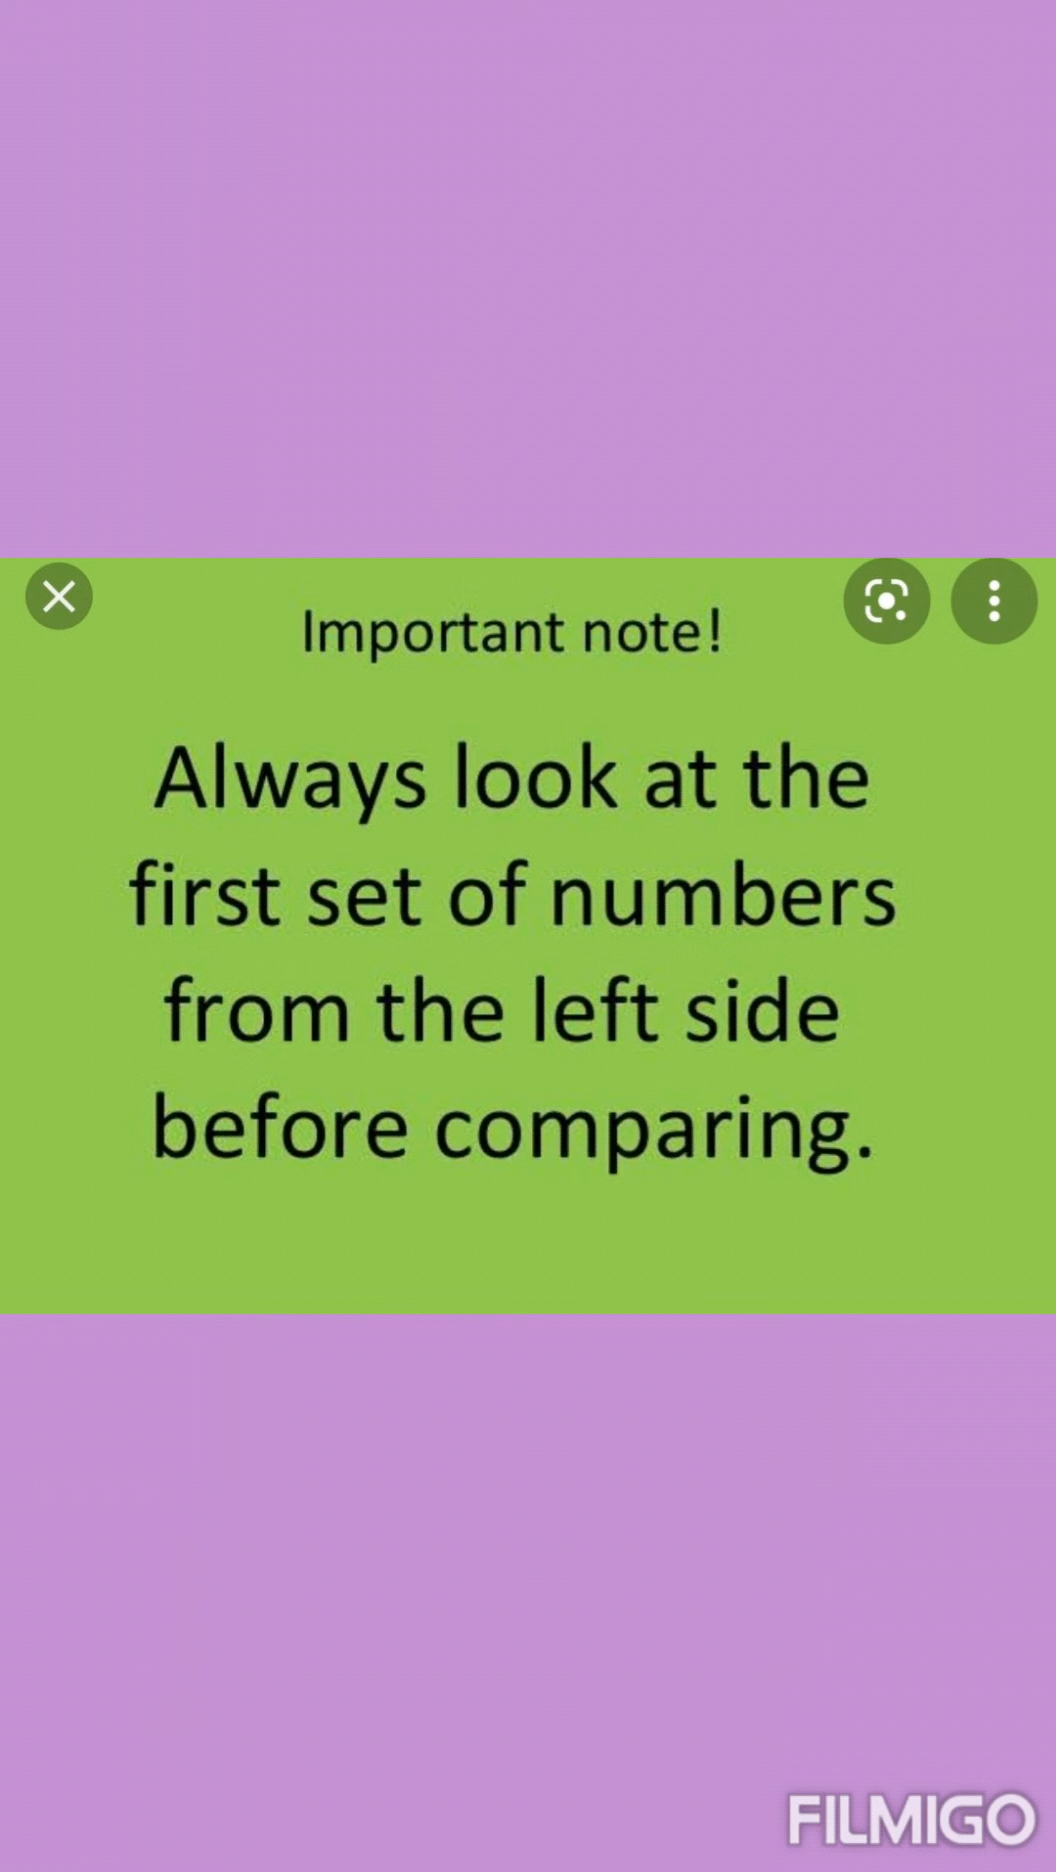 Important note!
Always look at the
first set of numbers
from the left side
before comparing.
FILMIGO